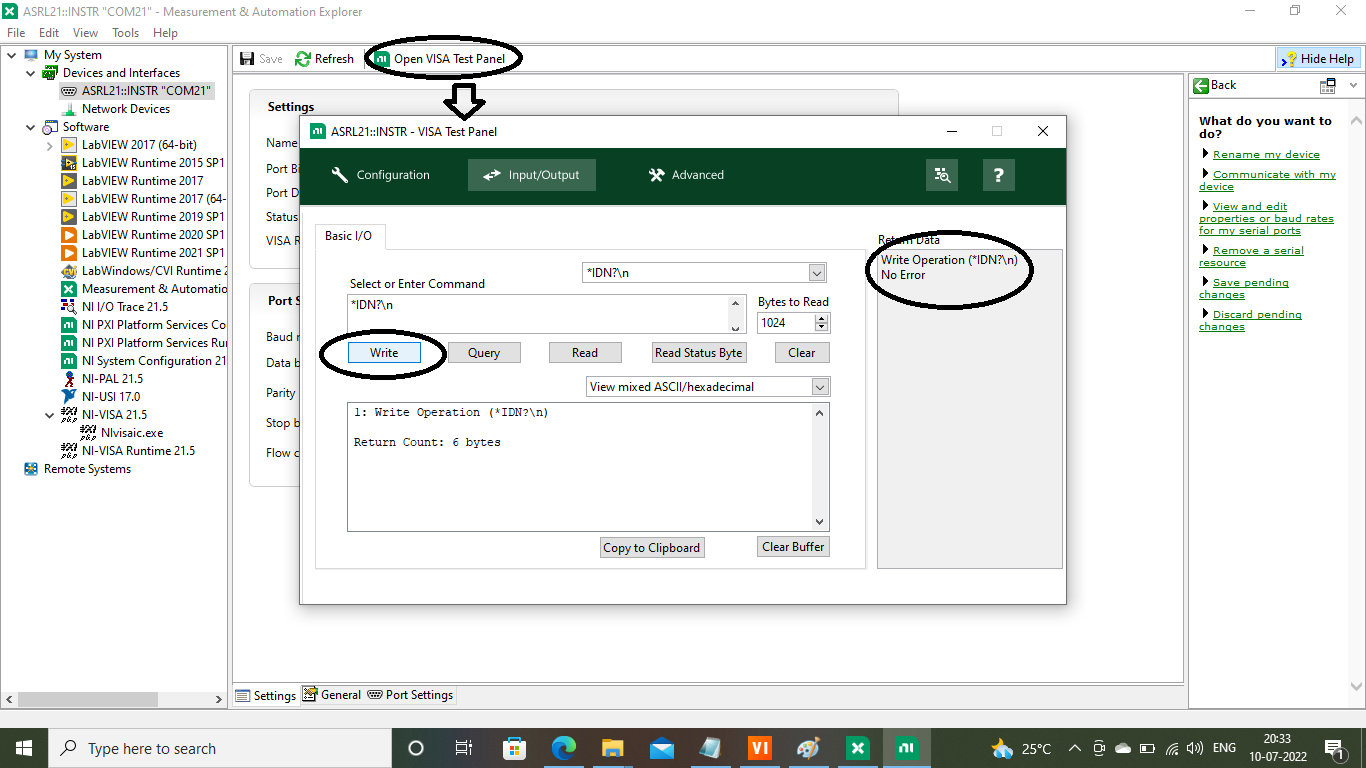 ASRL21::INSTR "COM21" - Measurement & Automation Explorer
File Edit View Tools Help
My System
Devices and Interfaces
ASRL21::INSTR "COM21"
Network Devices
Software
LabVIEW 2017 (64-bit)
LabVIEW Runtime 2015 SP1
LabVIEW Runtime 2017
LabVIEW Runtime 2017 (64-
LabVIEW Runtime 2019 SP1
LabVIEW Runtime 2020 SP1
LabVIEW Runtime 2021 SP1
LabWindows/CVI Runtime 2
Measurement & Automatio
NI I/O Trace 21.5
NI PXI Platform Services Co
NI PXI Platform Services Rui
NI System Configuration 21
NI-PAL 21.5
NI-USI 17.0
NI-VISA 21.5
NIvisaic.exe
NI-VISA Runtime 21.5
Remote Systems
Save Refresh Open VISA Test Panel
Hide Help
Settings
Name
Port Bi
Port D
Status
VISA R
Port S
Baud r
Data b
Parity
Stop b
Flow c
ASRL21::INSTR - VISA Test Panel
Configuration Input/Output Advanced ?
Basic I/O
*IDN?\n
Select or Enter Command
*IDN?\n
Bytes to Read
1024
Write Query Read Read Status Byte Clear
View mixed ASCII/hexadecimal
1: Write Operation (*IDN?\n)
Return Count: 6 bytes
Copy to Clipboard Clear Buffer
Return Data
Write Operation (*IDN?\n)
No Error
Back
What do you want to
do?
Rename my device
Communicate with my
device
View and edit
properties or baud rates
for my serial ports
Remove a serial
resource
Save pending
changes
Discard pending
changes
Settings General Port Settings
Type here to search
VI
25°C
ENG
20:33
10-07-2022
1